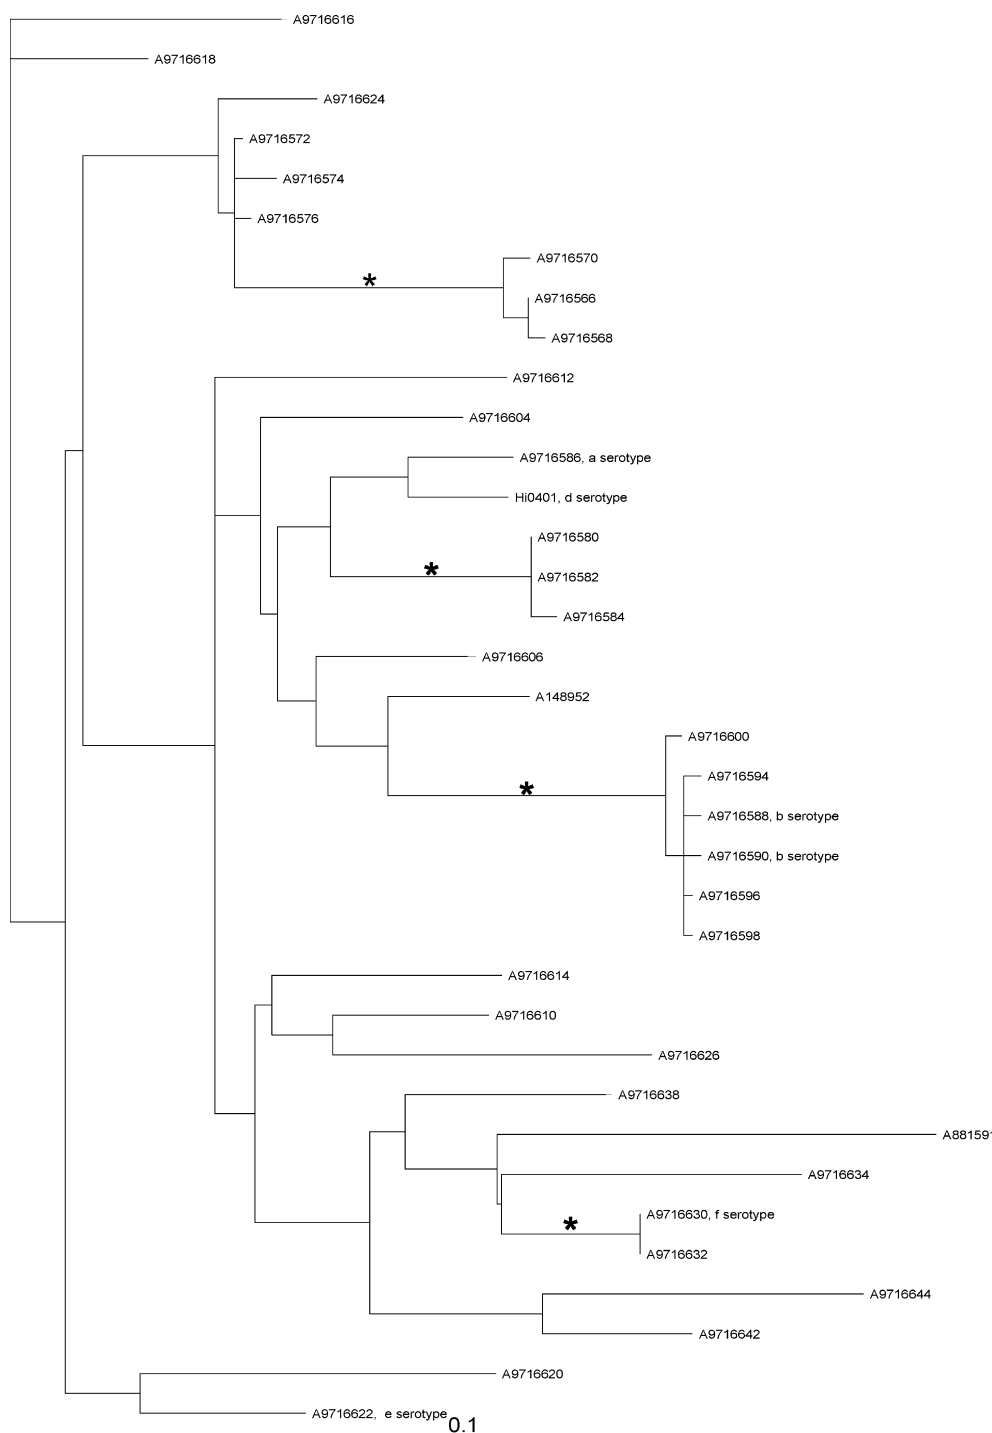 A9716616
A9716618
A9716624
A9716572
A9716574
A9716576
A9716570
*
A9716566
A9716568
A9716612
A9716604
A9716586, a serotype
Hi0401, d serotype
A9716580
*
A9716582
A9716584
A9716606
A148952
A9716600
A9716594
*
A9716588, b serotype
A9716590, b serotype
A9716596
A9716598
A9716614
A9716610
A9716626
A9716638
A881591
A9716634
A9716630, f serotype
*
A9716632
A9716644
A9716642
A9716620
A9716622, e serotype
0.1